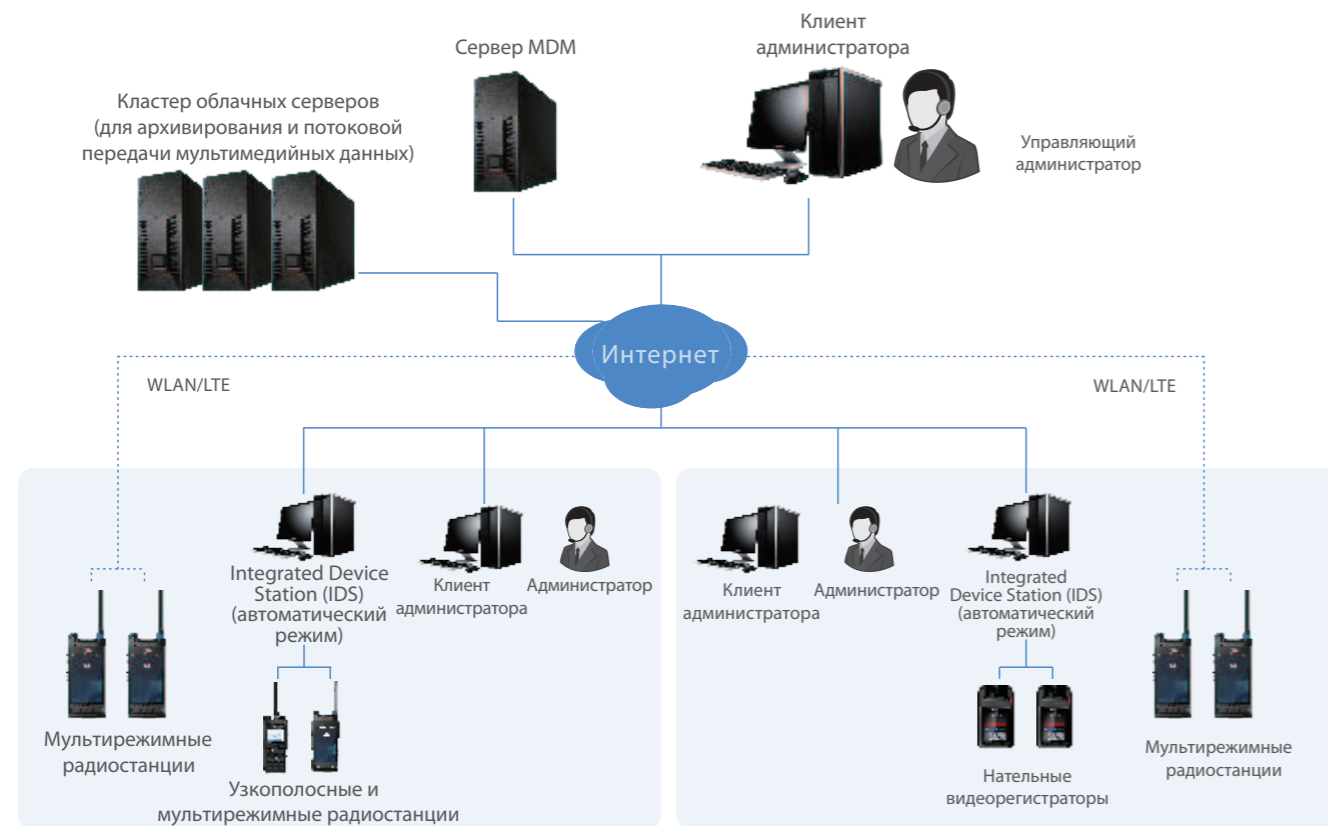 Клиент
администратора
Сервер MDM
Кластер облачных серверов
(для архивирования и потоковой
передачи мультимедийных данных)
Управляющий
администратор
Интернет
WLAN/LTE
WLAN/LTE
Integrated Device
Station (IDS)
(автоматический
режим)
Клиент
администратора
Администратор
Клиент
администратора
Администратор
Integrated
Device Station (IDS)
(автоматический
режим)
Мультирежимные
радиостанции
Узкополосные и
мультирежимные радиостанции
Нательные
видеорегистраторы
Мультирежимные
радиостанции